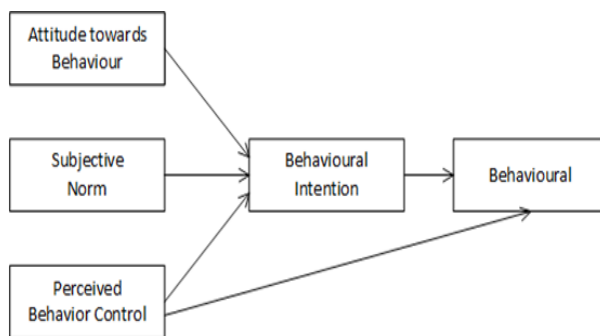 Attitude towards
Behaviour
Subjective
Norm
Behavioural
Intention
Behavioural
Perceived
Behavior Control